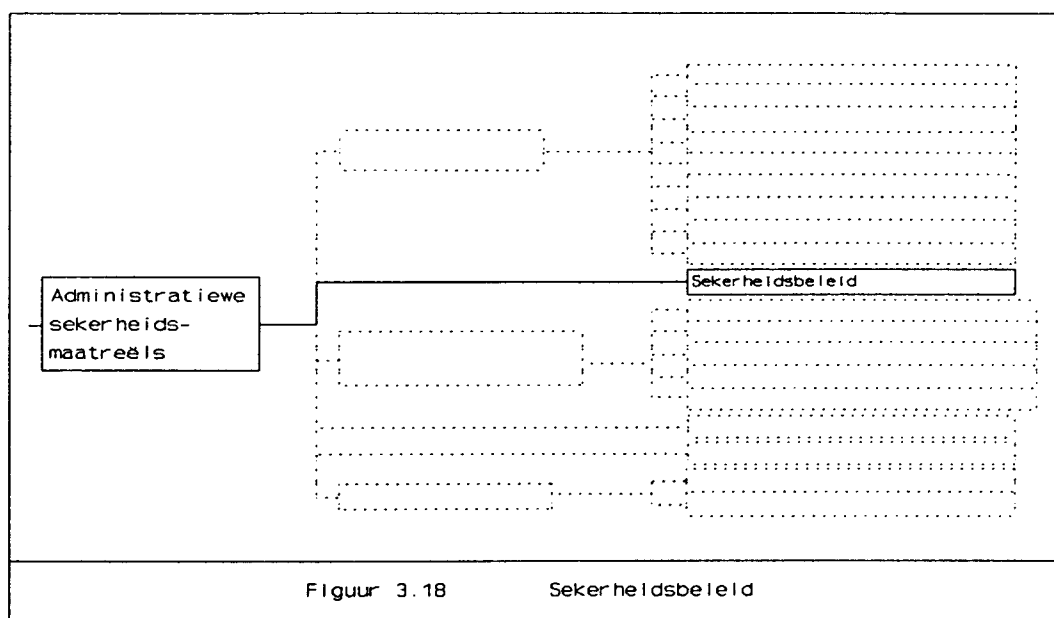 Sekerheidsbeleid
Administratiewe
sekerheids-
maatreëls
Figuur 3.18 Sekerheidsbeleid